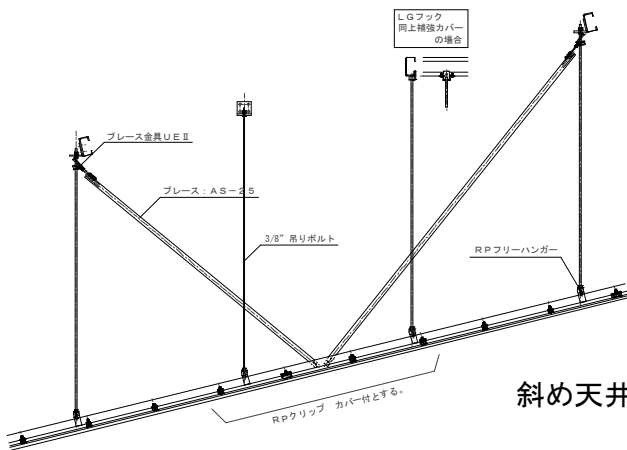 LGフック
同上補強カバー
の場合
ブレース金具UEⅡ
ブレース:AS-25
3/8" 吊りボルト
RPフリーハンガー
RPクリップ カバー付とする。
斜め天井